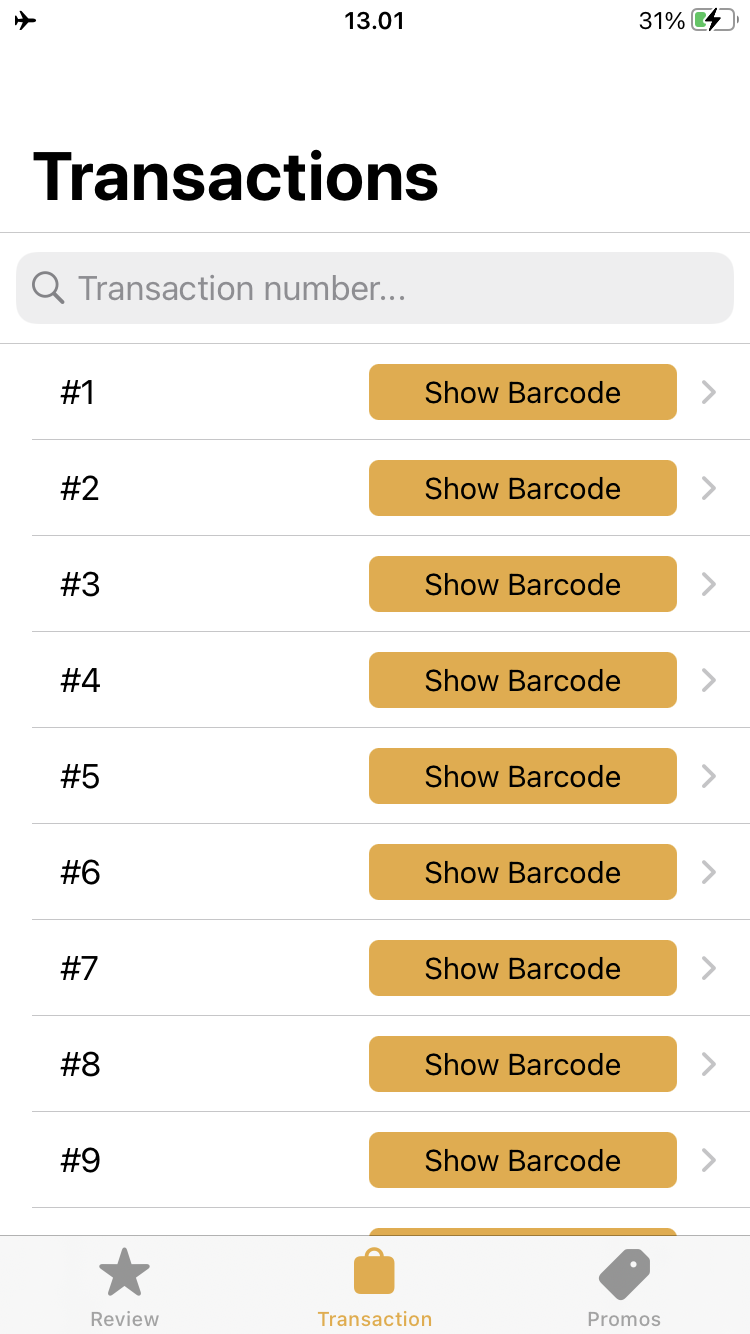 13.01 31%
Transactions
Transaction number...
#1 Show Barcode
#2 Show Barcode
#3 Show Barcode
#4 Show Barcode
#5 Show Barcode
#6 Show Barcode
#7 Show Barcode
#8 Show Barcode
#9 Show Barcode
Review Transaction Promos